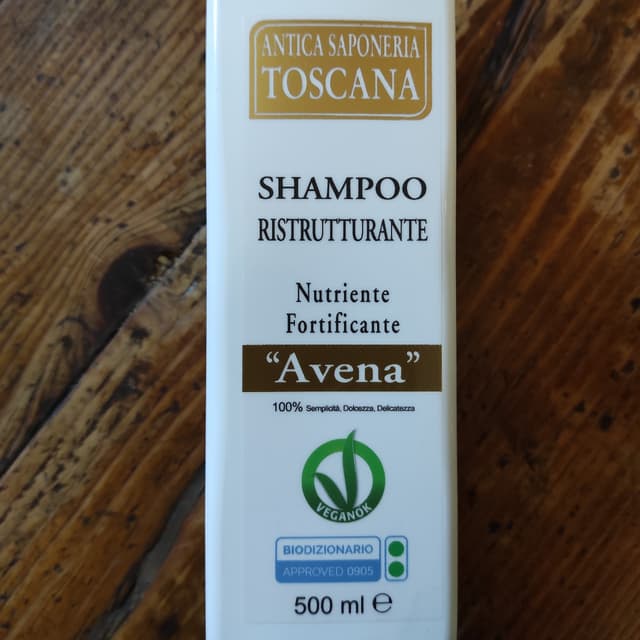 ANTICA SAPONERIA
TOSCANA
SHAMPOO
RISTRUTTURANTE
Nutriente
Fortificante
"Avena"
100% Semplicità, Dolcezza, Delicatezza
VEGANOK
BIODIZIONARIO
APPROVED 0905
500 ml ℮